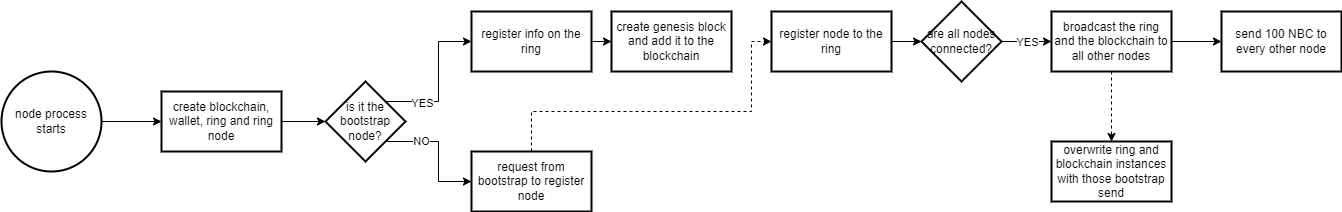 node process
starts
create blockchain,
wallet, ring and ring
node
is it the
bootstrap
node?
YES
NO
register info on the
ring
create genesis block
and add it to the
blockchain
request from
bootstrap to register
node
register node to the
ring
are all nodes
connected?
YES
broadcast the ring
and the blockchain to
all other nodes
send 100 NBC to
every other node
overwrite ring and
blockchain instances
with those bootstrap
send